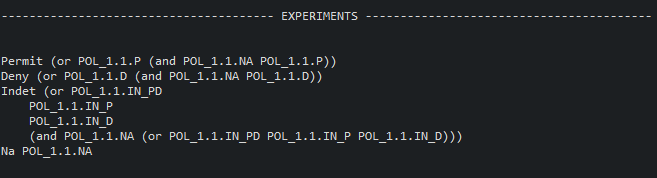 ---------------------------------------- EXPERIMENTS ------------------------------------------
Permit (or POL_1.1.P (and POL_1.1.NA POL_1.1.P))
Deny (or POL_1.1.D (and POL_1.1.NA POL_1.1.D))
Indet (or POL_1.1.IN_PD
    POL_1.1.IN_P
    POL_1.1.IN_D
    (and POL_1.1.NA (or POL_1.1.IN_PD POL_1.1.IN_P POL_1.1.IN_D)))
Na POL_1.1.NA